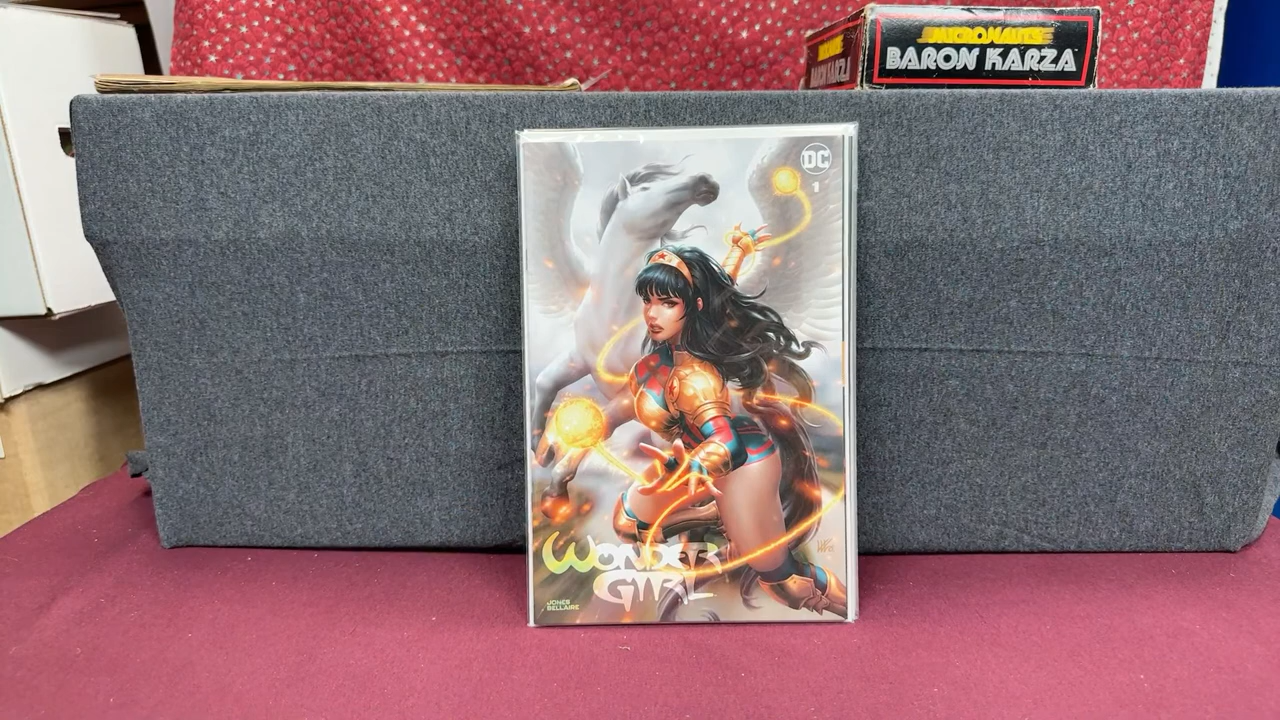 MICRONAUTS
BARON KARZA
DC
1
WONDER
GIRL
JONES
BELLAIRE